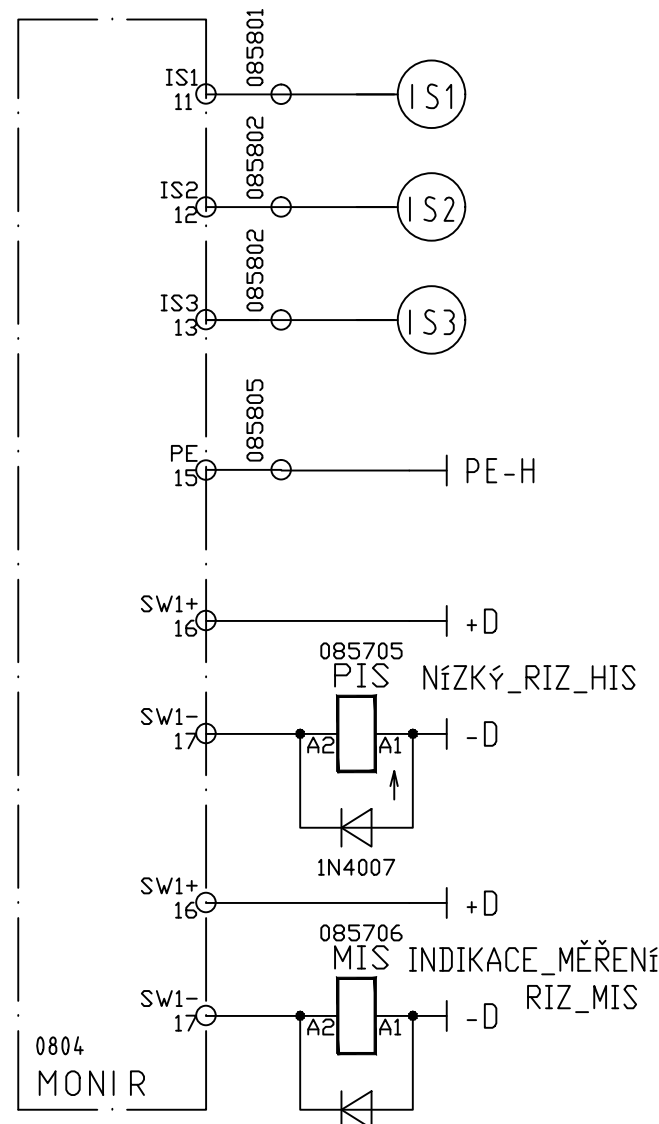 085801
IS1
11
IS1
085802
IS2
12
IS2
085802
IS3
13
IS3
085805
PE
15
PE-H
SW1+
16
+D
085705
PIS NíZKÝ_RIZ_HIS
SW1-
17
A2 A1
-D
1N4007
SW1+
16
+D
085706
MIS INDIKACE_MĚŘENí
RIZ_MIS
SW1-
17
A2 A1
-D
0804
MONIR